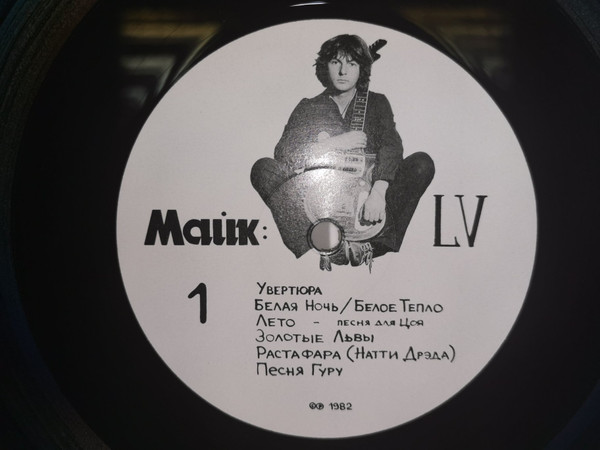 Майк:
LV
1
Увертюра
Белая Ночь/Белое Тепло
Лето - песня для Цоя
Золотые Львы
Растафара (Натти Дрэда)
Песня Гуру
©℗ 1982